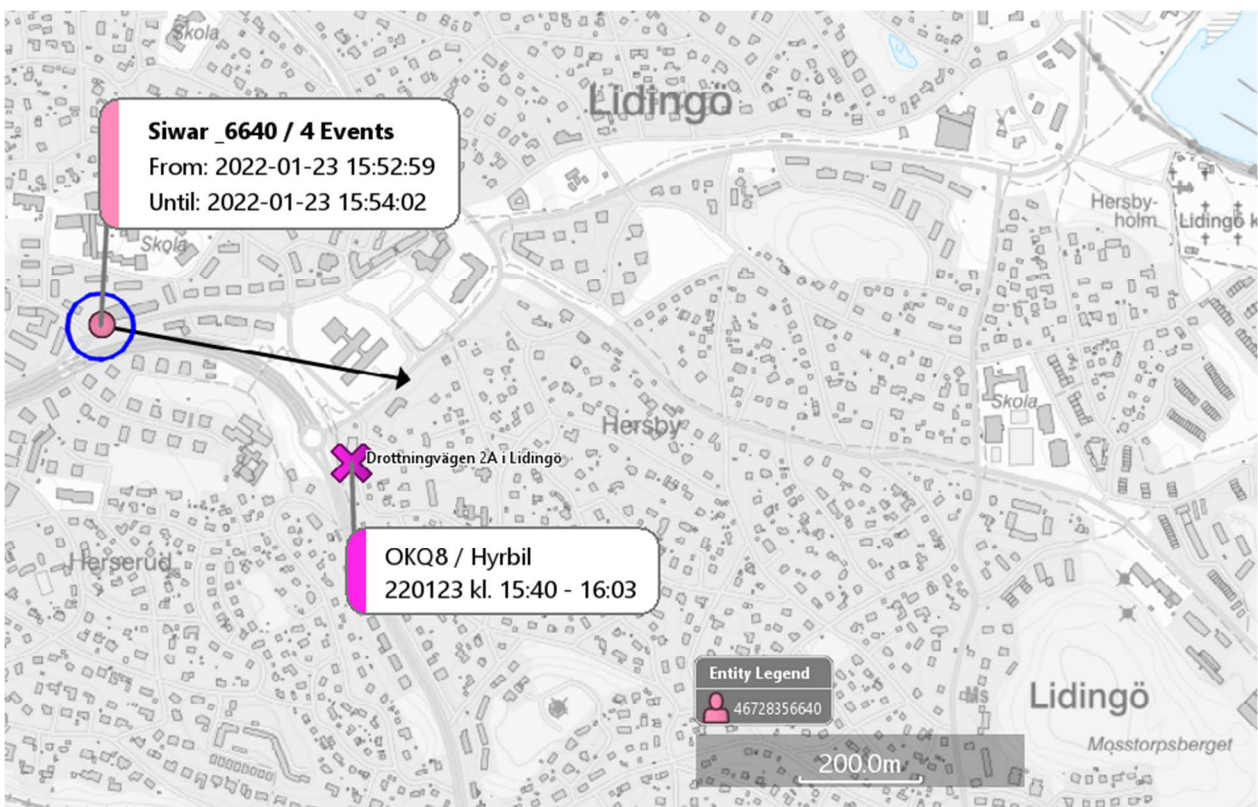 Skola
Lidingö
Siwar _6640 / 4 Events
From: 2022-01-23 15:52:59
Until: 2022-01-23 15:54:02
Hersby-
holm
Lidingö k
Skola
Skola
Hersby
Drottningvägen 2A i Lidingö
Herserud
OKQ8 / Hyrbil
220123 kl. 15:40 - 16:03
Entity Legend
46728356640
Ms
Lidingö
Mosstorpsberget
200.0m